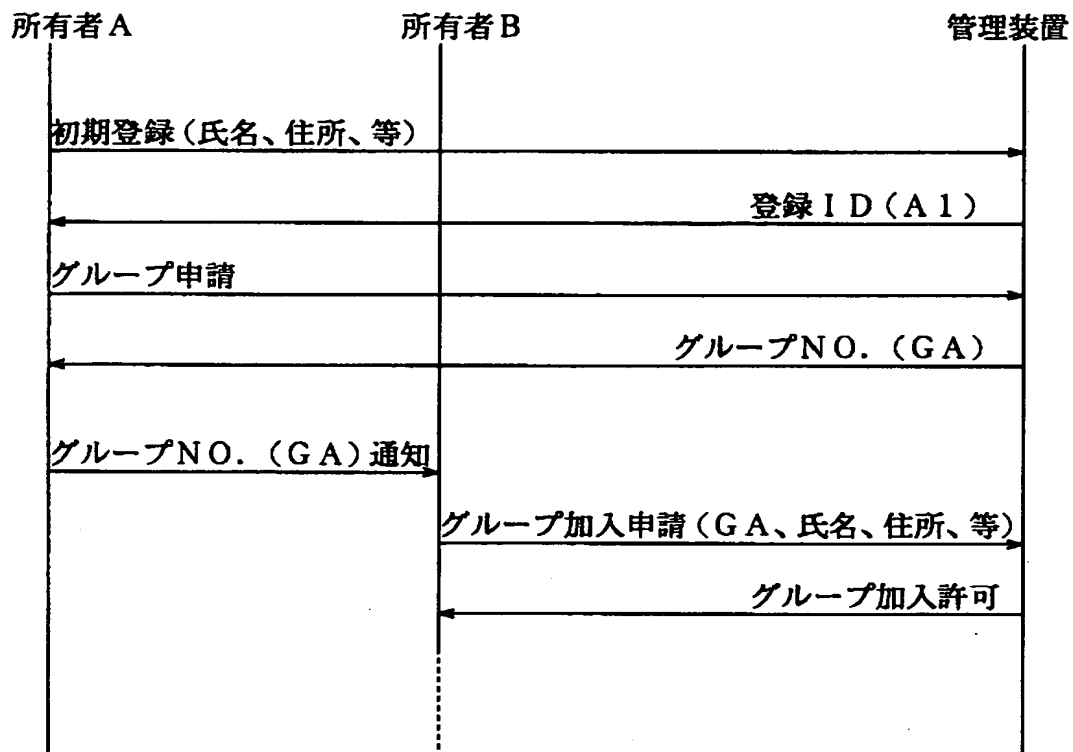 所有者A 所有者B 管理装置
初期登録(氏名、住所、等)
登録ID(A1)
グループ申請
グループNO.(GA)
グループNO.(GA)通知
グループ加入申請(GA、氏名、住所、等)
グループ加入許可